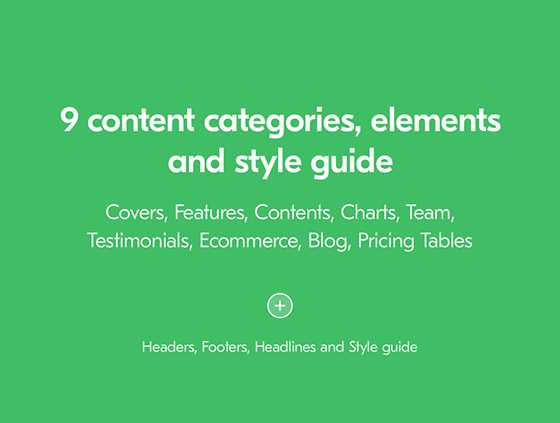 9 content categories, elements
and style guide
Covers, Features, Contents, Charts, Team,
Testimonials, Ecommerce, Blog, Pricing Tables
+
Headers, Footers, Headlines and Style guide